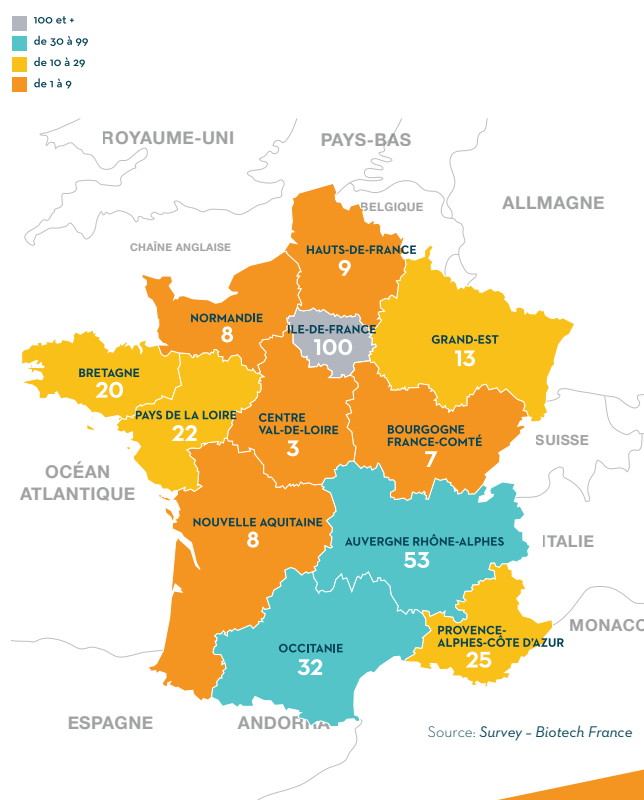 100 et +
de 30 à 99
de 10 à 29
de 1 à 9
ROYAUME-UNI
PAYS-BAS
BELGIQUE
ALLMAGNE
CHAÎNE ANGLAISE
HAUTS-DE-FRANCE
9
NORMANDIE
8
ILE-DE-FRANCE
100
GRAND-EST
13
BRETAGNE
20
PAYS DE LA LOIRE
22
CENTRE
VAL-DE-LOIRE
3
BOURGOGNE
FRANCE-COMTÉ
7
SUISSE
OCÉAN
ATLANTIQUE
NOUVELLE AQUITAINE
8
AUVERGNE RHÔNE-ALPHES
53
ITALIE
PROVENCE-
ALPHES-CÔTE D'AZUR
25
MONACO
OCCITANIE
32
ESPAGNE
ANDORRA
Source: Survey – Biotech France